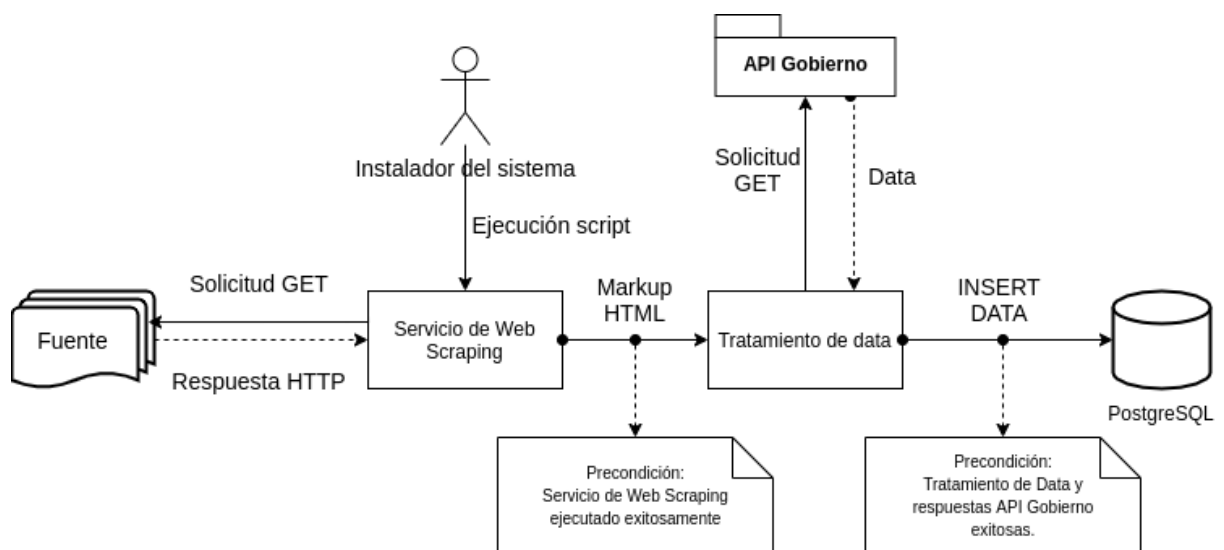 API Gobierno
Instalador del sistema
Solicitud
GET
Data
Ejecución script
Solicitud GET
Markup
HTML
INSERT
DATA
Fuente
Servicio de Web
Scraping
Tratamiento de data
Respuesta HTTP
PostgreSQL
Precondición:
Servicio de Web Scraping
ejecutado exitosamente
Precondición:
Tratamiento de Data y
respuestas API Gobierno
exitosas.